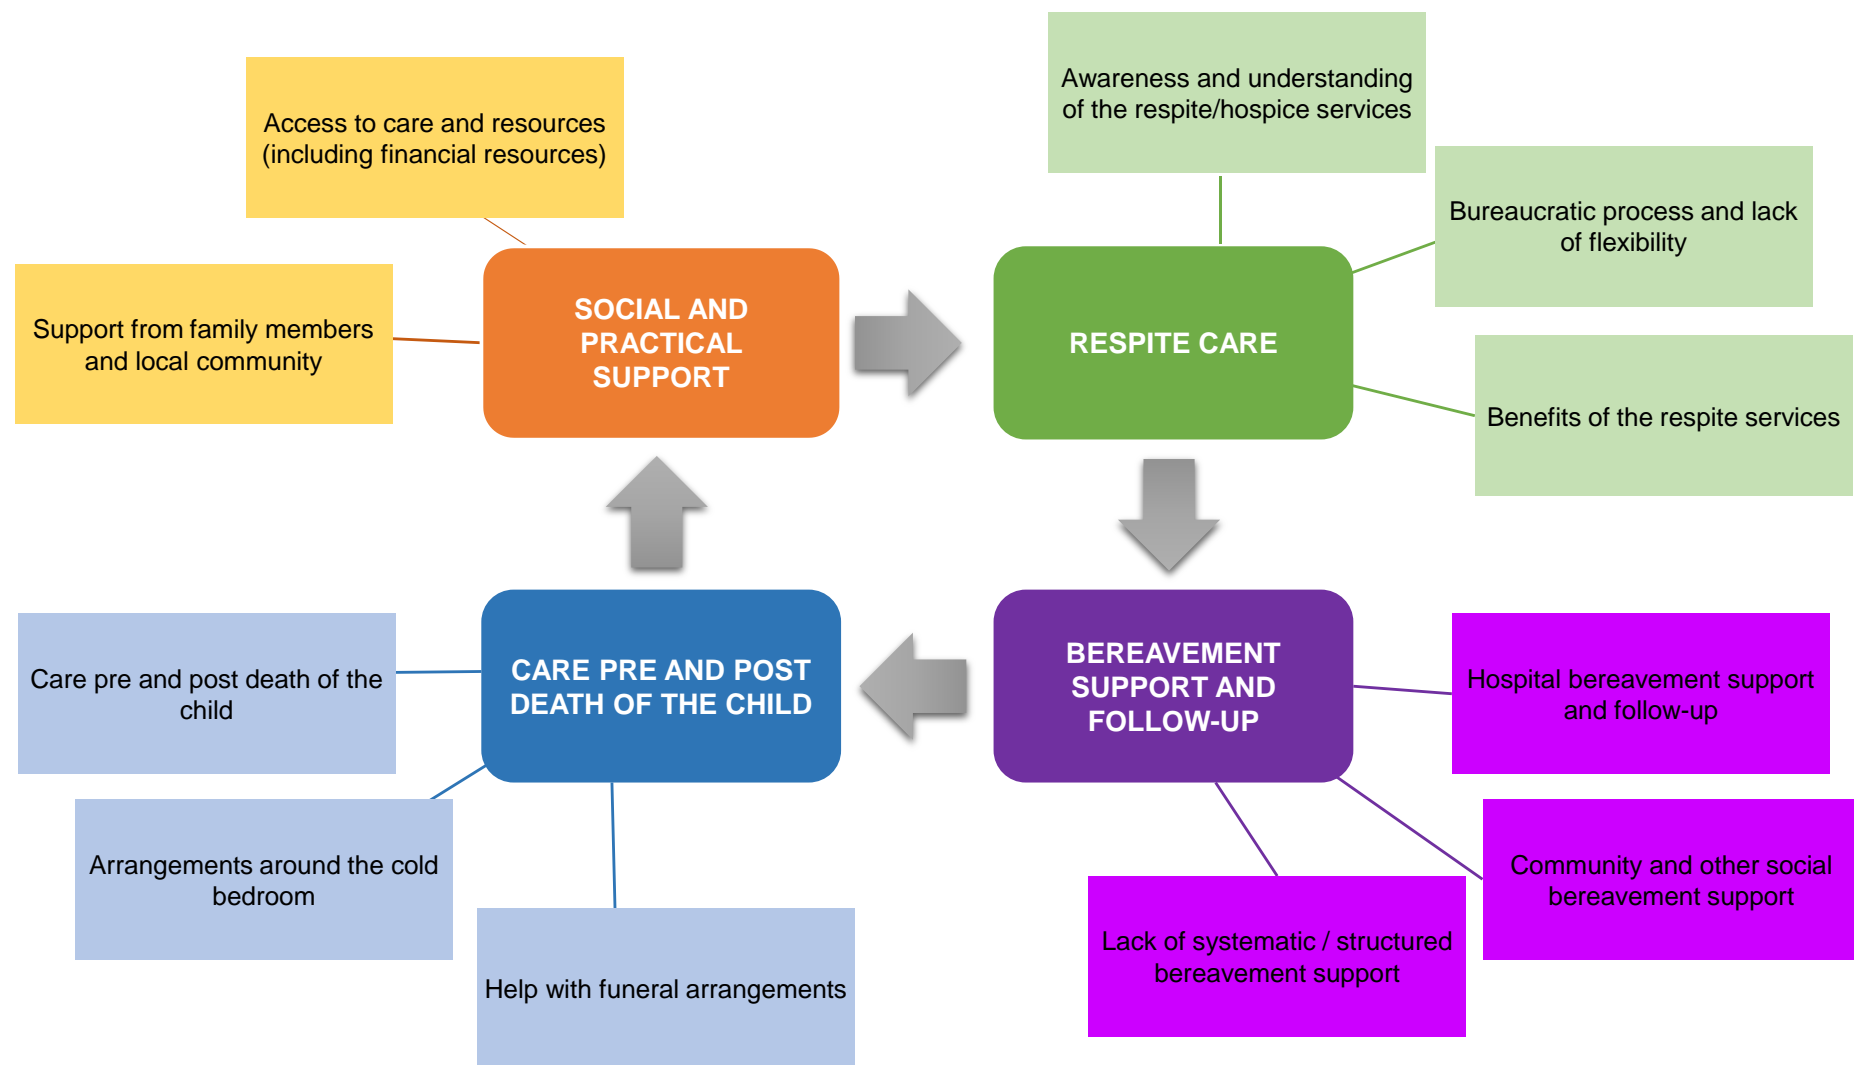 Access to care and resources
(including financial resources)
Support from family members
and local community
SOCIAL AND
PRACTICAL
SUPPORT
Awareness and understanding
of the respite/hospice services
Bureaucratic process and lack
of flexibility
Benefits of the respite services
RESPITE CARE
Care pre and post death of the
child
Arrangements around the cold
bedroom
Help with funeral arrangements
CARE PRE AND POST
DEATH OF THE CHILD
BEREAVEMENT
SUPPORT AND
FOLLOW-UP
Hospital bereavement support
and follow-up
Community and other social
bereavement support
Lack of systematic / structured
bereavement support